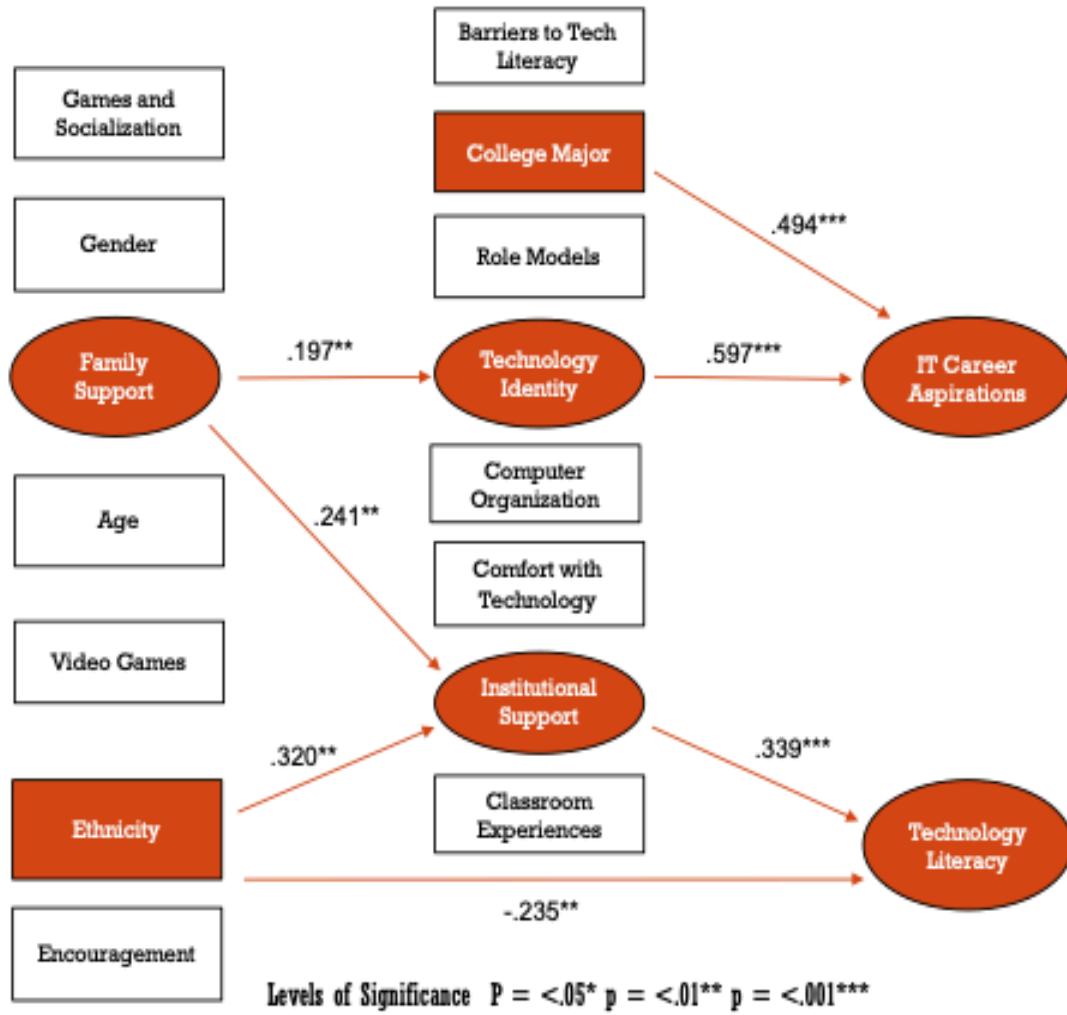 Barriers to Tech
Literacy
Games and
Socialization
College Major
.494***
Gender
Role Models
Family
Support
.197**
Technology
Identity
.597***
IT Career
Aspirations
Computer
Organization
Age
.241**
Comfort with
Technology
Video Games
Institutional
Support
.320**
.339***
Classroom
Experiences
Ethnicity
Technology
Literacy
-.235**
Encouragement
Levels of Significance P = <.05* p = <.01** p = <.001***